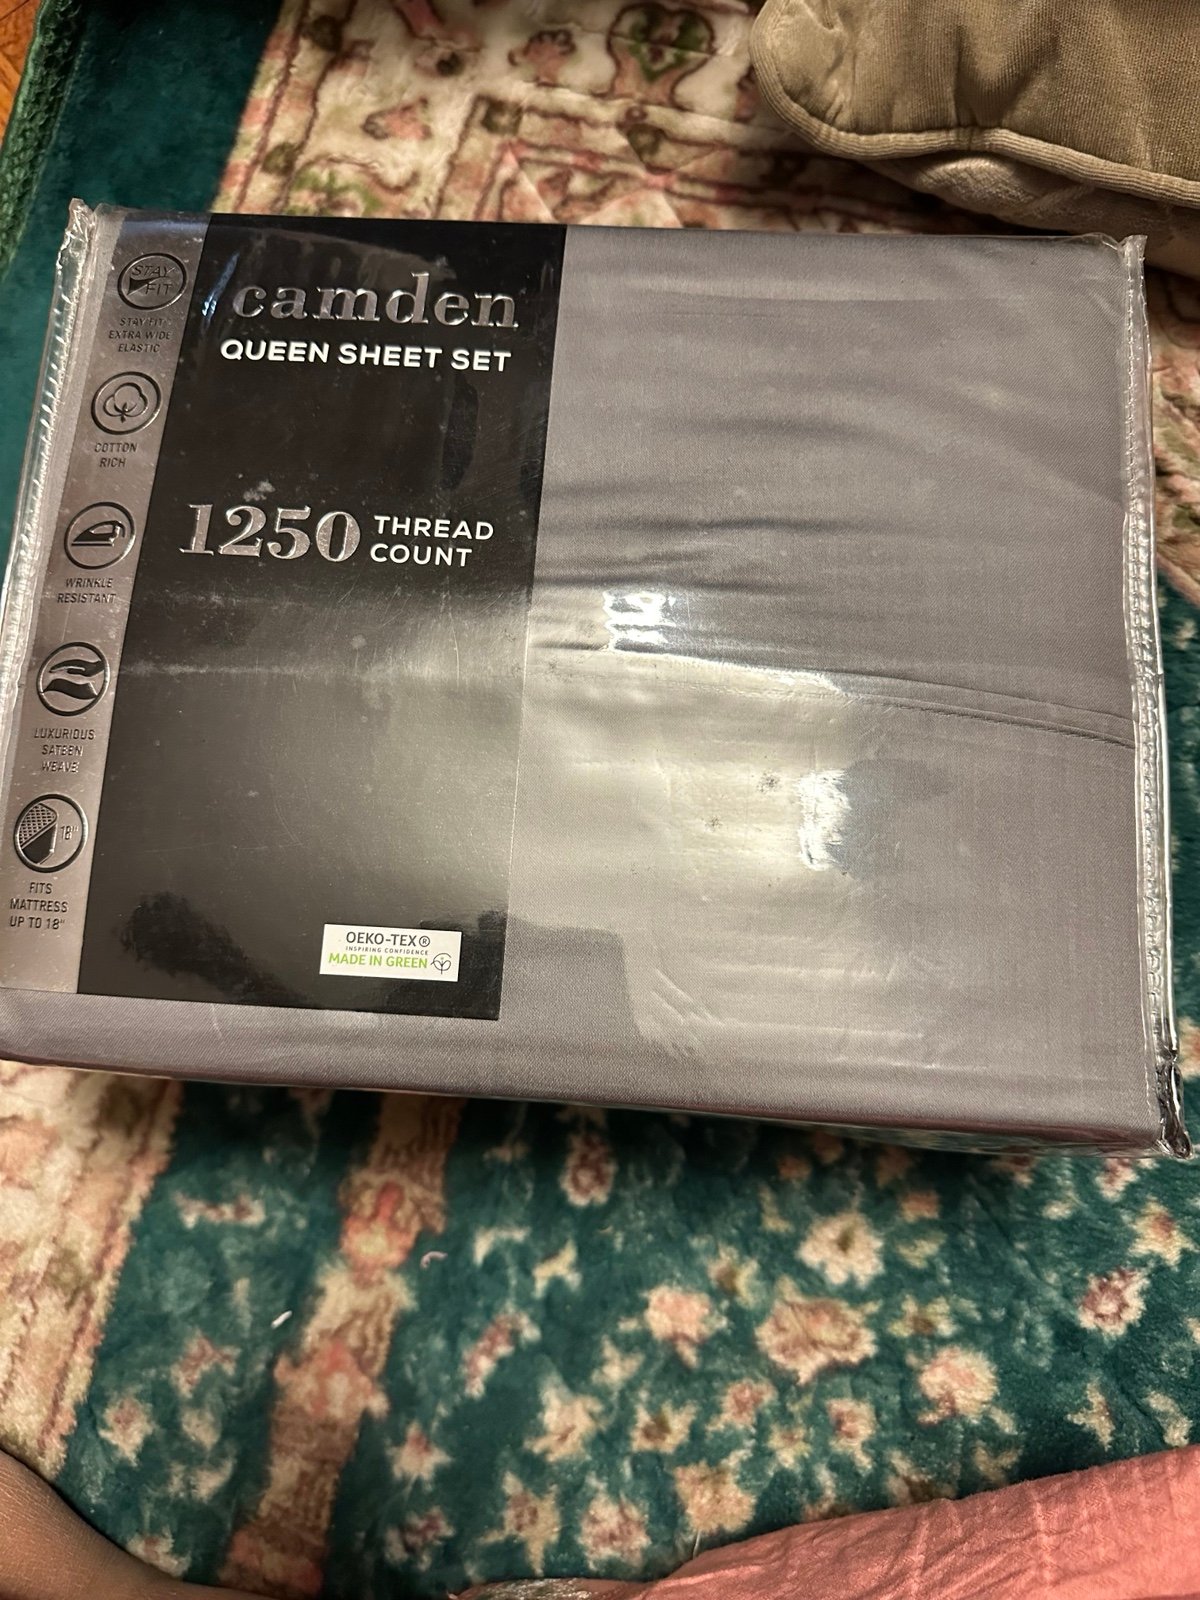 camden
QUEEN SHEET SET
1250 THREAD
COUNT
STAY
FIT
STAY FIT
EXTRA WIDE
ELASTIC
COTTON
RICH
WRINKLE
RESISTANT
LUXURIOUS
SATEEN
WEAVE
18"
FITS
MATTRESS
UP TO 18"
OEKO-TEX®
INSPIRING CONFIDENCE
MADE IN GREEN